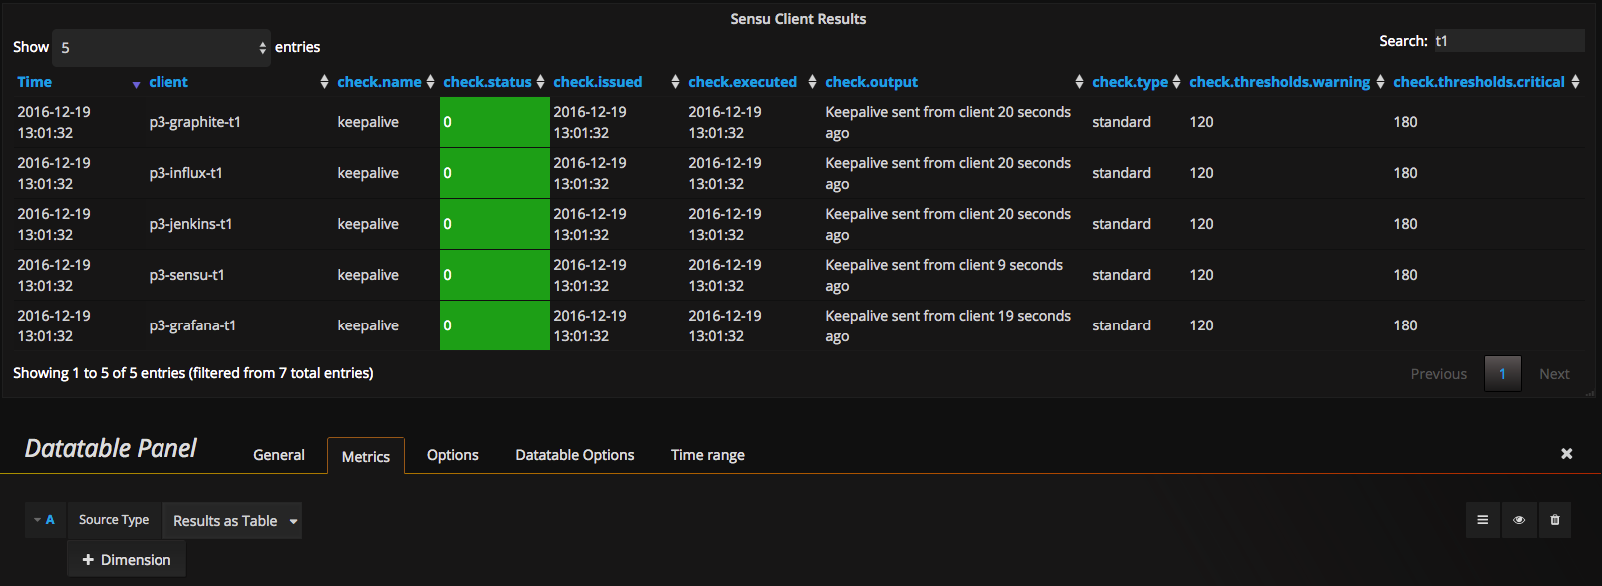 Sensu Client Results
Show 5 entries Search: t1
Time client check.name check.status check.issued check.executed check.output check.type check.thresholds.warning check.thresholds.critical
2016-12-19 2016-12-19 2016-12-19 Keepalive sent from client 20 seconds
p3-graphite-t1 keepalive 0 standard 120 180
13:01:32 13:01:32 13:01:32 ago
2016-12-19 2016-12-19 2016-12-19 Keepalive sent from client 20 seconds
p3-influx-t1 keepalive 0 standard 120 180
13:01:32 13:01:32 13:01:32 ago
2016-12-19 2016-12-19 2016-12-19 Keepalive sent from client 20 seconds
p3-jenkins-t1 keepalive 0 standard 120 180
13:01:32 13:01:32 13:01:32 ago
2016-12-19 2016-12-19 2016-12-19 Keepalive sent from client 9 seconds
p3-sensu-t1 keepalive 0 standard 120 180
13:01:32 13:01:32 13:01:32 ago
2016-12-19 2016-12-19 2016-12-19 Keepalive sent from client 19 seconds
p3-grafana-t1 keepalive 0 standard 120 180
13:01:32 13:01:32 13:01:32 ago
Showing 1 to 5 of 5 entries (filtered from 7 total entries) Previous 1 Next
Datatable Panel General Metrics Options Datatable Options Time range
A Source Type Results as Table
+ Dimension